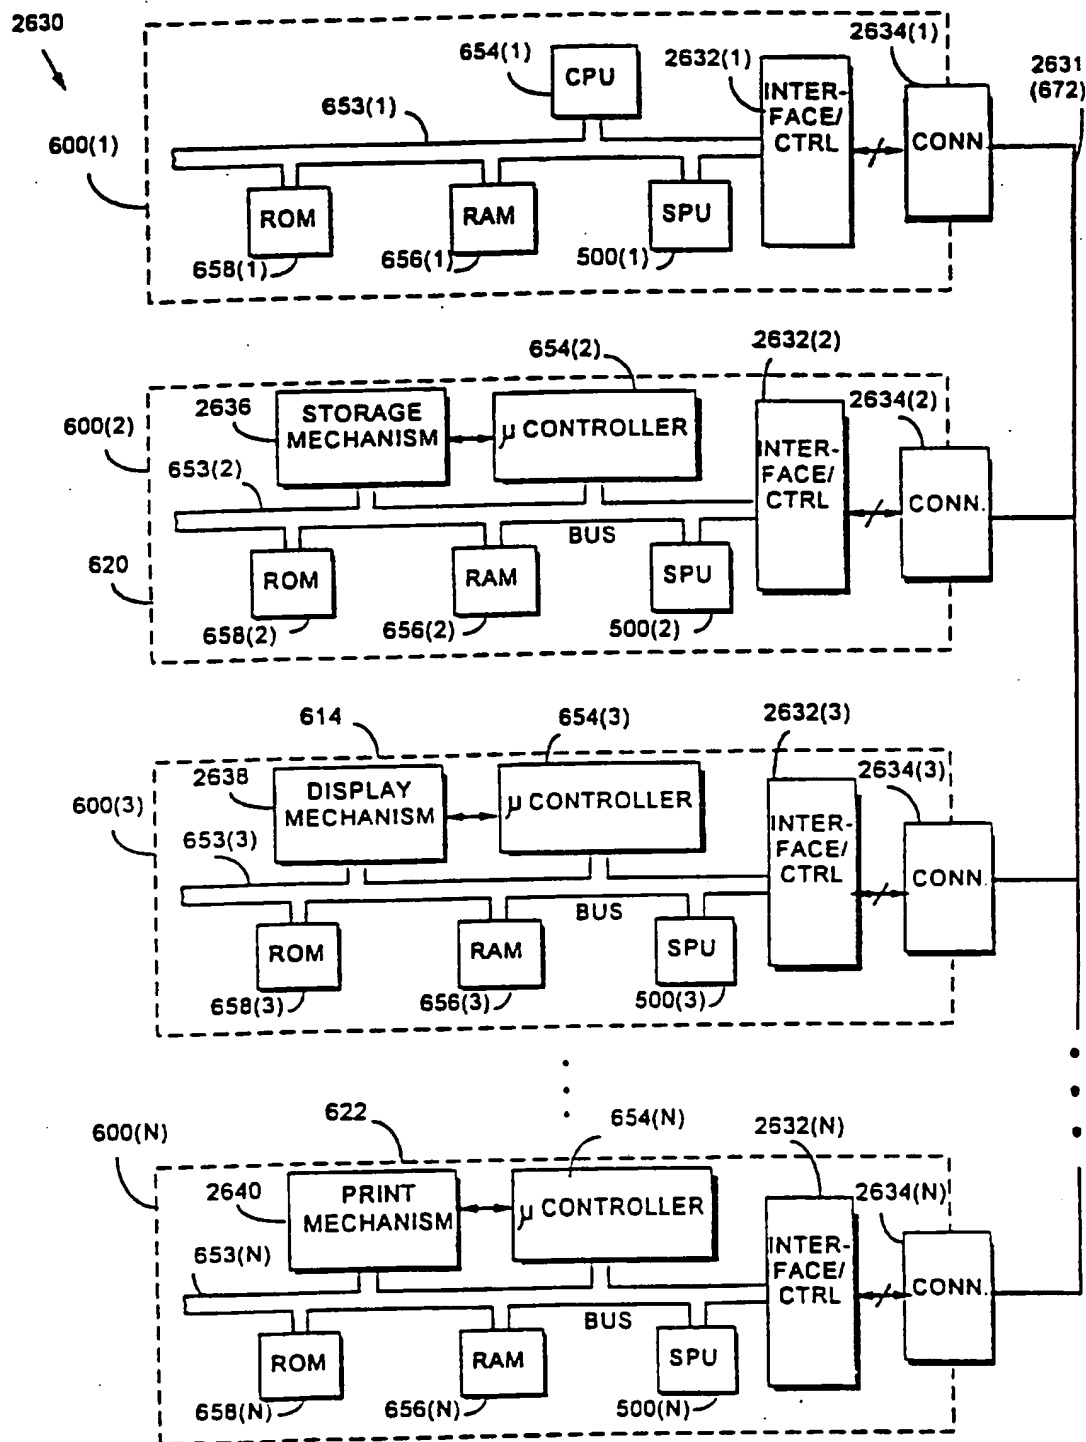 2630
2634(1)
654(1)
2632(1)
2631
(672)
CPU
INTER-
FACE/
CTRL
653(1)
CONN.
600(1)
ROM
RAM
SPU
658(1)
656(1)
500(1)
2632(2)
654(2)
2634(2)
2636
STORAGE
MECHANISM
μ CONTROLLER
600(2)
INTER-
FACE/
CTRL
653(2)
CONN.
BUS
620
ROM
RAM
SPU
658(2)
656(2)
500(2)
614
654(3)
2632(3)
2638
2634(3)
DISPLAY
MECHANISM
μ CONTROLLER
600(3)
INTER-
FACE/
CTRL
653(3)
CONN.
BUS
ROM
RAM
SPU
658(3)
656(3)
500(3)
622
654(N)
2632(N)
600(N)
2640
2634(N)
PRINT
MECHANISM
μ CONTROLLER
653(N)
INTER-
FACE/
CTRL
CONN.
BUS
ROM
RAM
SPU
658(N)
656(N)
500(N)